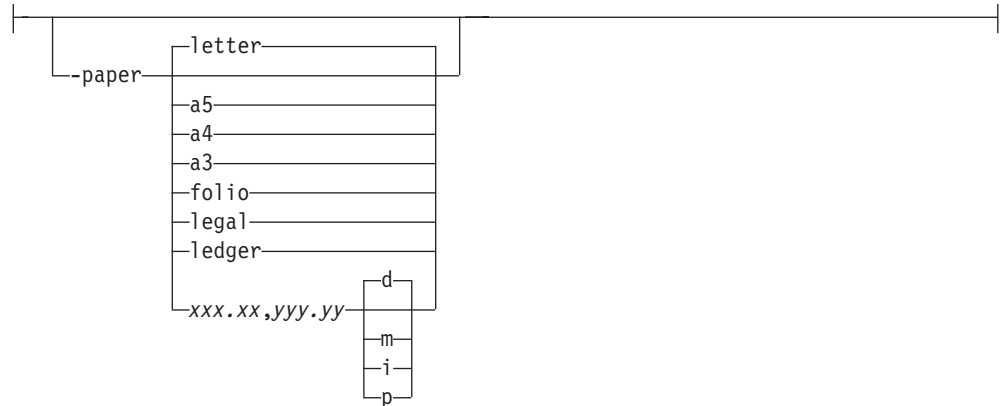 letter
-paper
a5
a4
a3
folio
legal
ledger
d
xxx.xx,yyy.yy
m
i
p